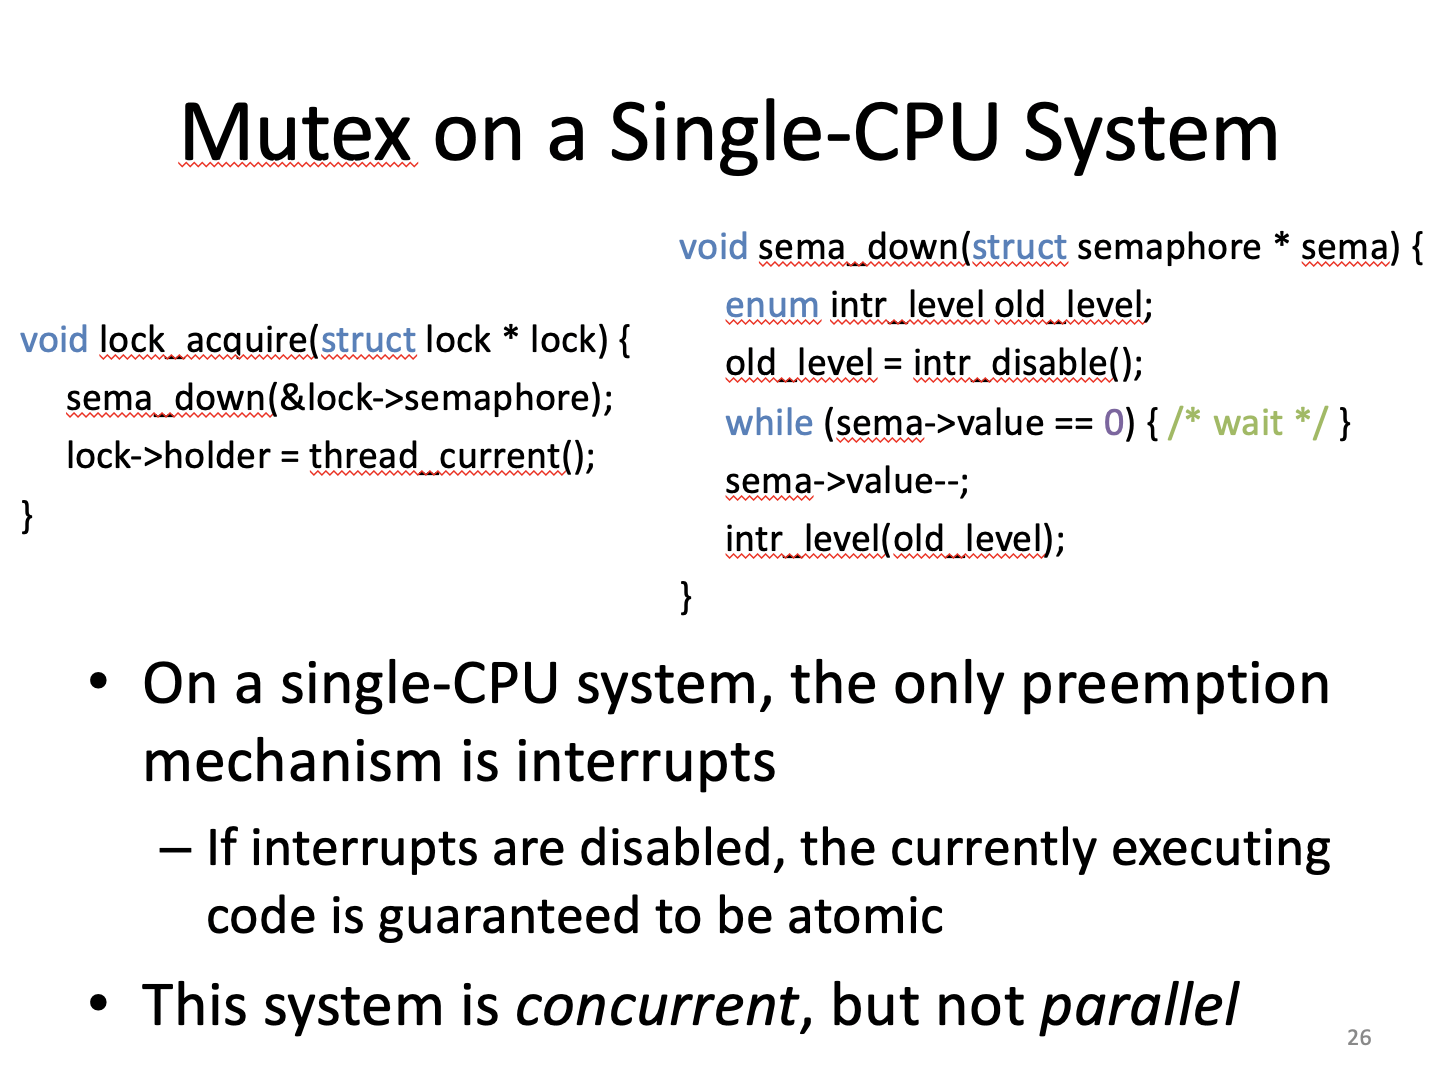 Mutex on a Single-CPU System
void lock_acquire(struct lock * lock) {
sema_down(&lock->semaphore);
lock->holder = thread_current();
}
void sema_down(struct semaphore * sema) {
enum intr_level old_level;
old_level = intr_disable();
while (sema->value == 0) { /* wait */ }
sema->value--;
intr_level(old_level);
}
• On a single-CPU system, the only preemption
mechanism is interrupts
– If interrupts are disabled, the currently executing
code is guaranteed to be atomic
• This system is concurrent, but not parallel
26